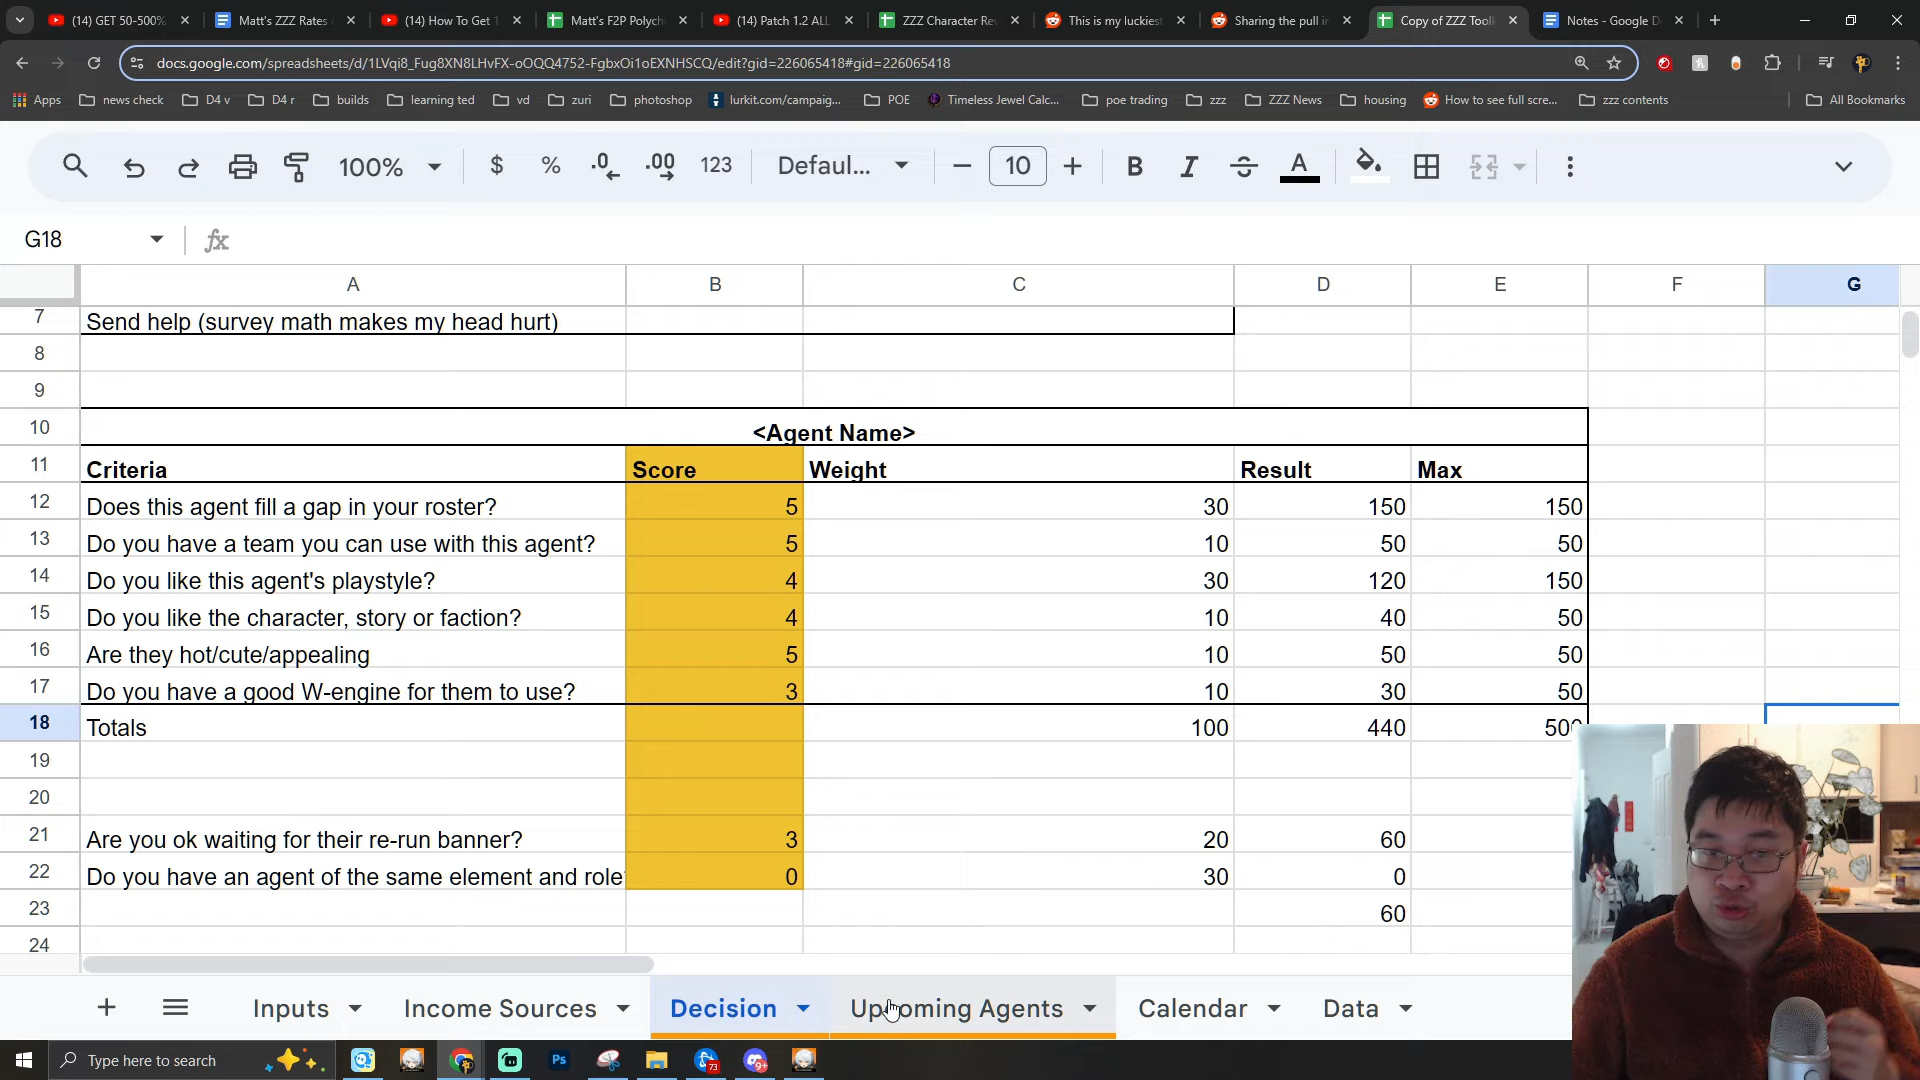 (14) GET 50-500%
Matt's ZZZ Rates
(14) How To Get 1
Matt's F2P Polych
(14) Patch 1.2 ALL
ZZZ Character Re
This is my luckies
Sharing the pull i
Copy of ZZZ Tool
Notes - Google D
docs.google.com/spreadsheets/d/1LVqi8_Fug8XN8LHvFX-oOQQ4752-FgbxOi1oEXNHSCQ/edit?gid=226065418#gid=226065418
Apps
news check
D4 v
D4 r
builds
learning ted
vd
zuri
photoshop
lurkit.com/campaig...
POE
Timeless Jewel Calc...
poe trading
zzz
ZZZ News
housing
How to see full scre...
zzz contents
All Bookmarks
100%
$
%
.0
.00
123
Defaul...
10
B
I
A
G18
fx
A B C D E F G
7 Send help (survey math makes my head hurt)
8
9
10 <Agent Name>
11 Criteria Score Weight Result Max
12 Does this agent fill a gap in your roster? 5 30 150 150
13 Do you have a team you can use with this agent? 5 10 50 50
14 Do you like this agent's playstyle? 4 30 120 150
15 Do you like the character, story or faction? 4 10 40 50
16 Are they hot/cute/appealing 5 10 50 50
17 Do you have a good W-engine for them to use? 3 10 30 50
18 Totals 100 440 500
19
20
21 Are you ok waiting for their re-run banner? 3 20 60
22 Do you have an agent of the same element and role 0 30 0
23 60
24
Inputs
Income Sources
Decision
Upcoming Agents
Calendar
Data
Type here to search
Ps
73
9+